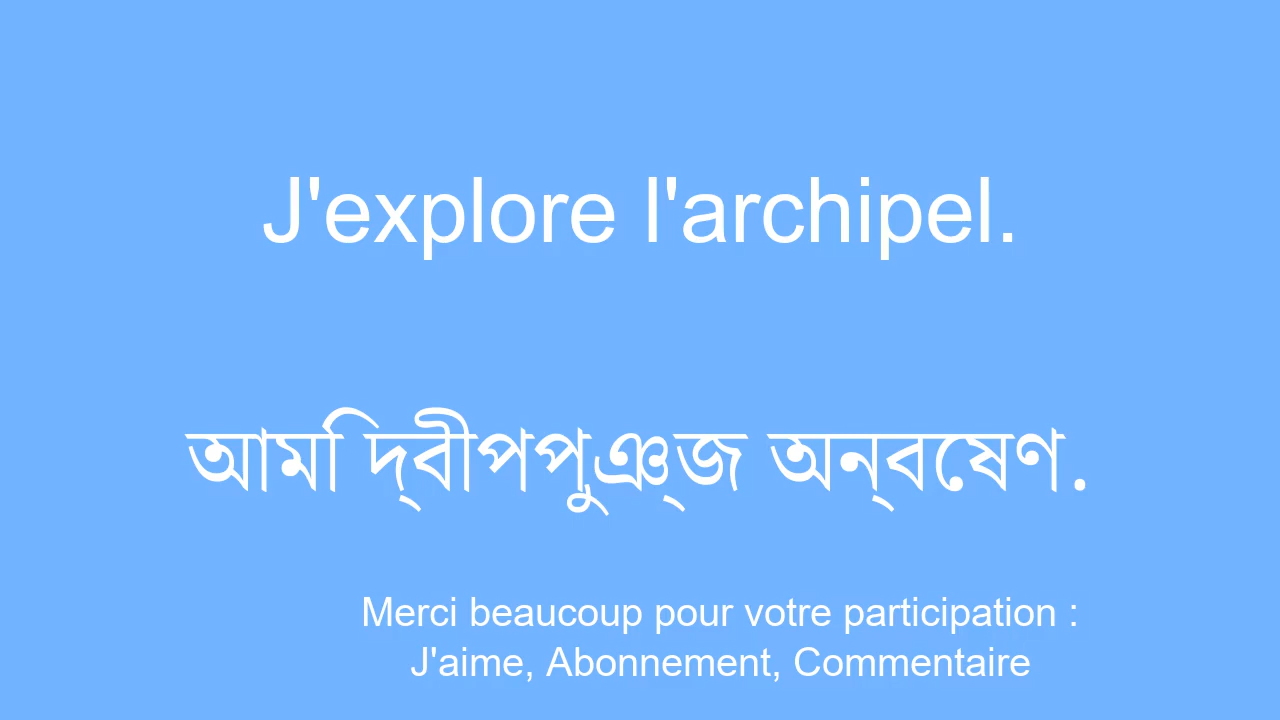 J'explore l'archipel.
আমি দ্বীপপুঞ্জ অন্বেষণ.
Merci beaucoup pour votre participation :
J'aime, Abonnement, Commentaire